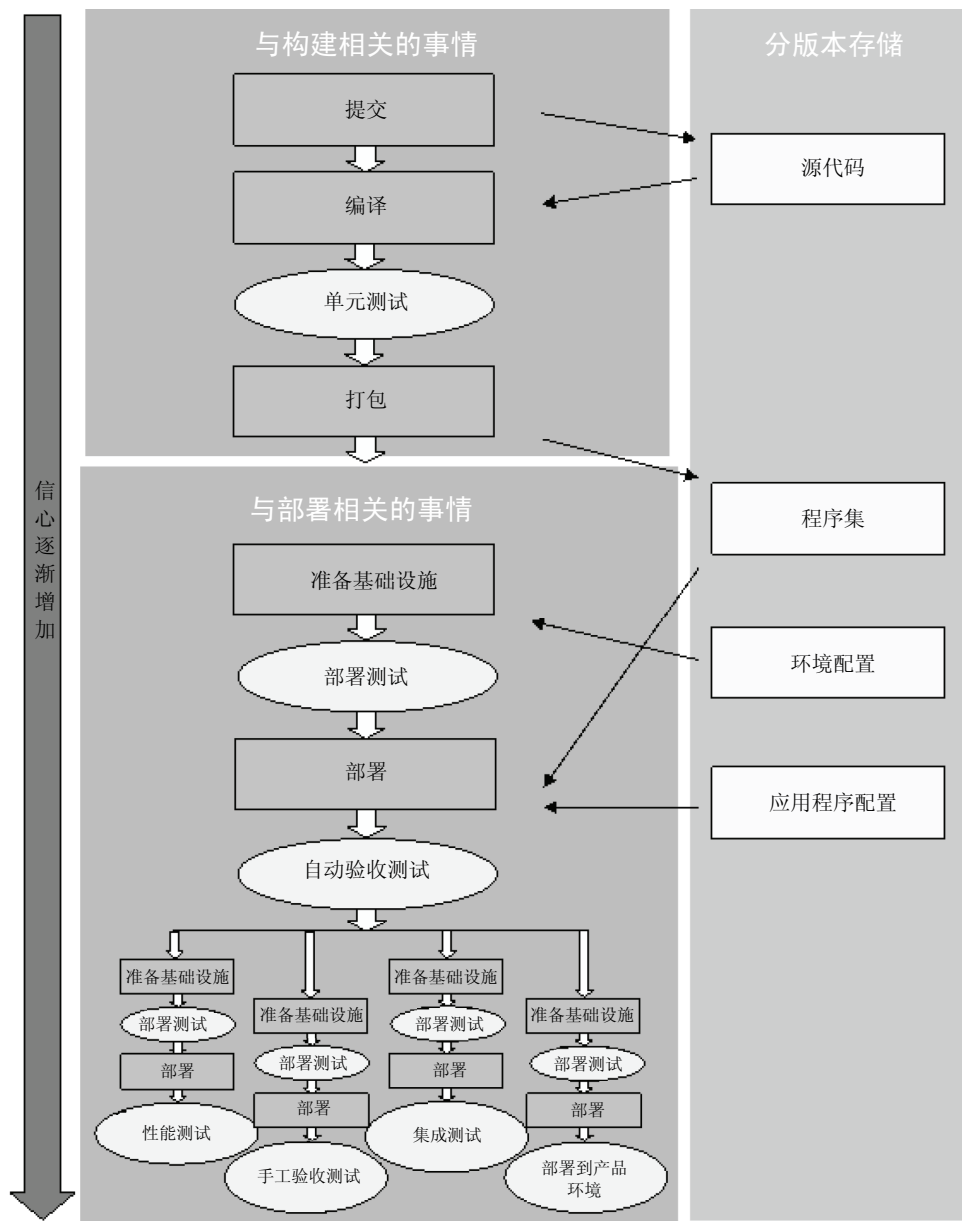 与构建相关的事情
分版本存储
提交
源代码
编译
单元测试
打包
信心逐渐增加
程序集
与部署相关的事情
准备基础设施
环境配置
部署测试
部署
应用程序配置
自动验收测试
准备基础设施
部署测试
部署
性能测试
准备基础设施
部署测试
部署
手工验收测试
准备基础设施
部署测试
部署
集成测试
准备基础设施
部署测试
部署
部署到产品
环境